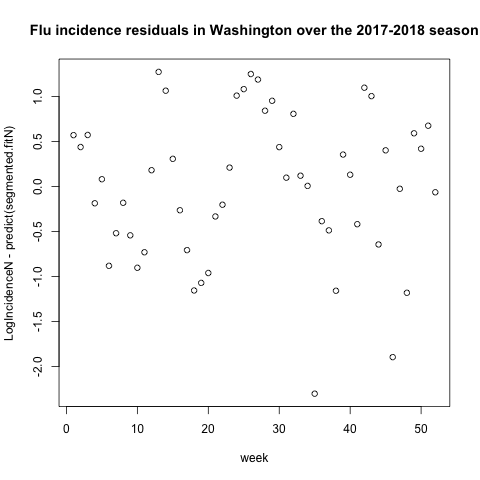 Flu incidence residuals in Washington over the 2017-2018 season
LogIncidenceN - predict(segmented.fitN)
1.0
0.5
0.0
-0.5
-1.0
-1.5
-2.0
0 10 20 30 40 50
week